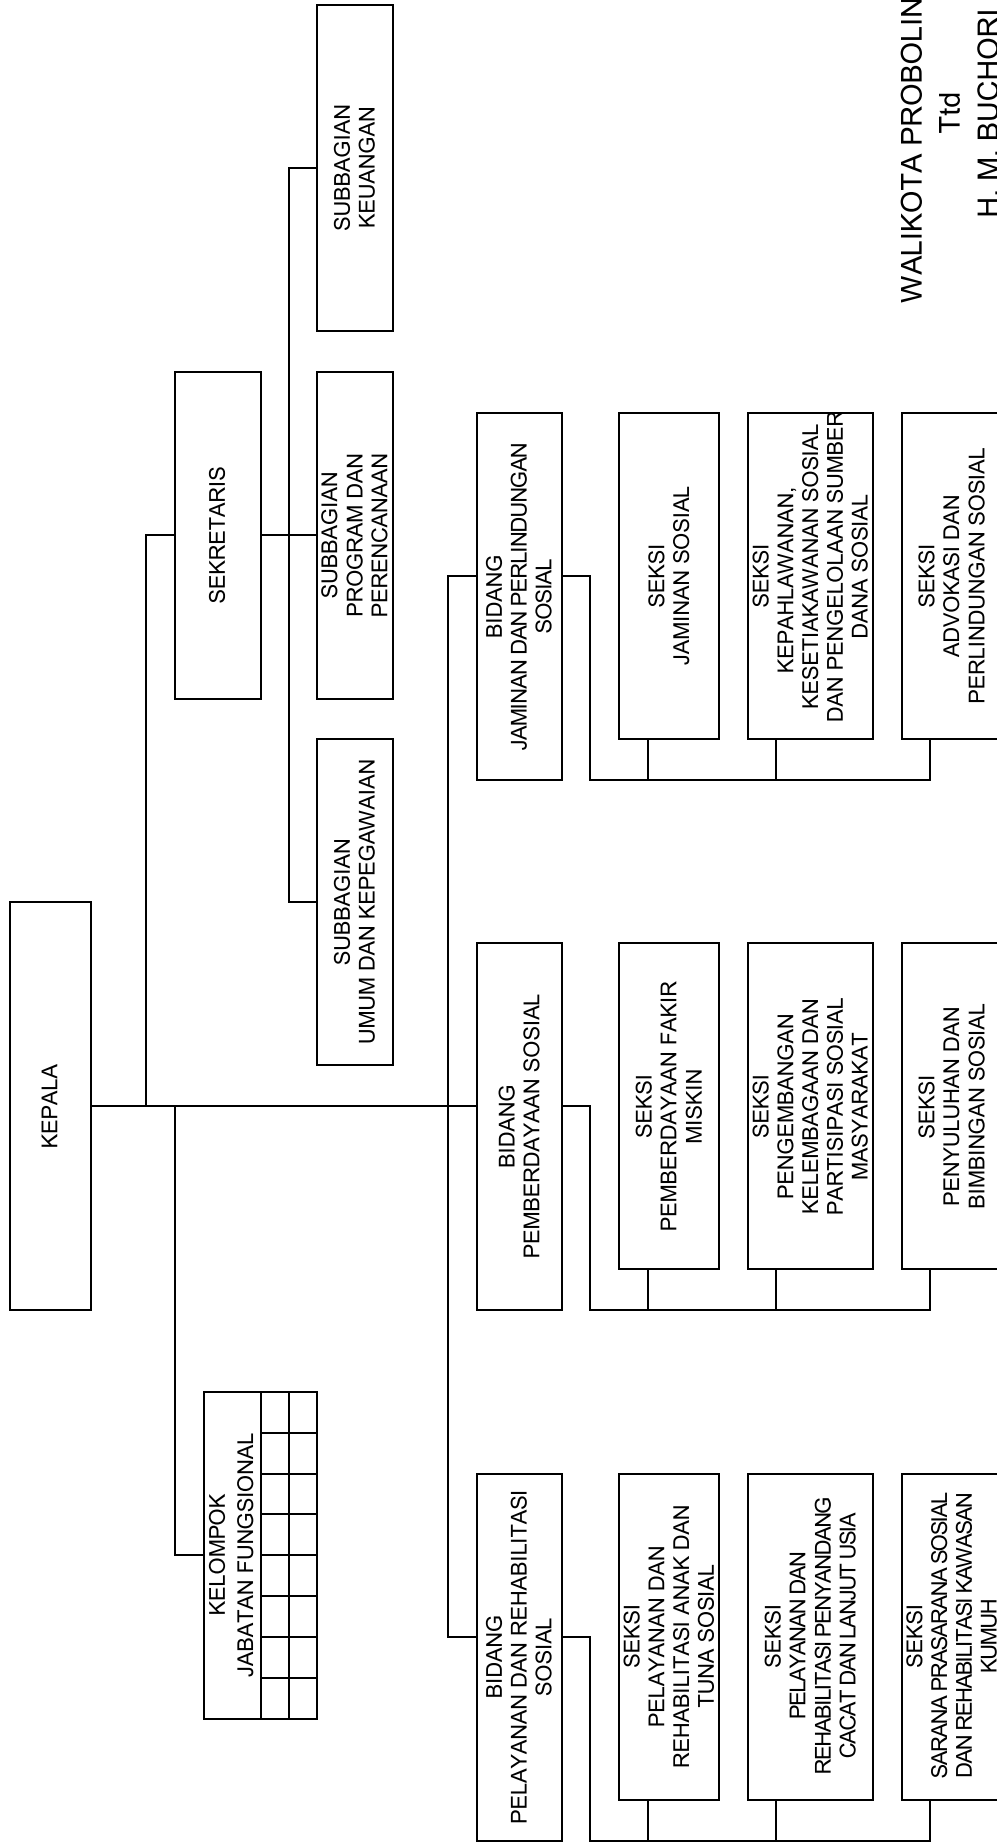 KEPALA
KELOMPOK
JABATAN FUNGSIONAL
SEKRETARIS
SUBBAGIAN
UMUM DAN KEPEGAWAIAN
SUBBAGIAN
PROGRAM DAN
PERENCANAAN
SUBBAGIAN
KEUANGAN
BIDANG
PELAYANAN DAN REHABILITASI
SOSIAL
BIDANG
PEMBERDAYAAN SOSIAL
BIDANG
JAMINAN DAN PERLINDUNGAN
SOSIAL
SEKSI
PELAYANAN DAN
REHABILITASI ANAK DAN
TUNA SOSIAL
SEKSI
PEMBERDAYAAN FAKIR
MISKIN
SEKSI
JAMINAN SOSIAL
SEKSI
PELAYANAN DAN
REHABILITASI PENYANDANG
CACAT DAN LANJUT USIA
SEKSI
PENGEMBANGAN
KELEMBAGAAN DAN
PARTISIPASI SOSIAL
MASYARAKAT
SEKSI
KEPAHLAWANAN,
KESETIAKAWANAN SOSIAL
DAN PENGELOLAAN SUMBER
DANA SOSIAL
SEKSI
SARANA PRASARANA SOSIAL
DAN REHABILITASI KAWASAN
KUMUH
SEKSI
PENYULUHAN DAN
BIMBINGAN SOSIAL
SEKSI
ADVOKASI DAN
PERLINDUNGAN SOSIAL
WALIKOTA PROBOLIN
Ttd
H. M. BUCHORI